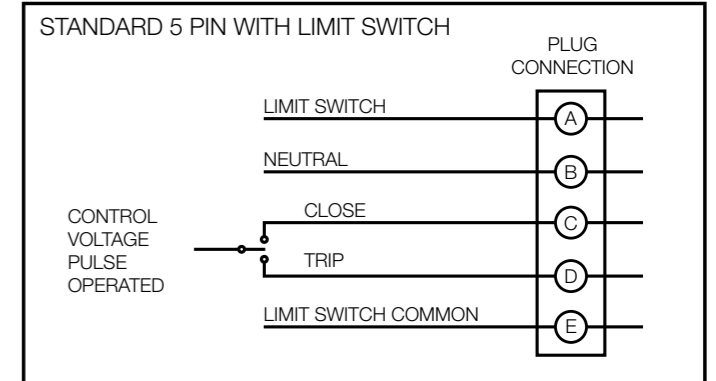 STANDARD 5 PIN WITH LIMIT SWITCH
PLUG
CONNECTION
LIMIT SWITCH
A
NEUTRAL
B
CONTROL
VOLTAGE
PULSE
OPERATED
CLOSE
C
TRIP
D
LIMIT SWITCH COMMON
E